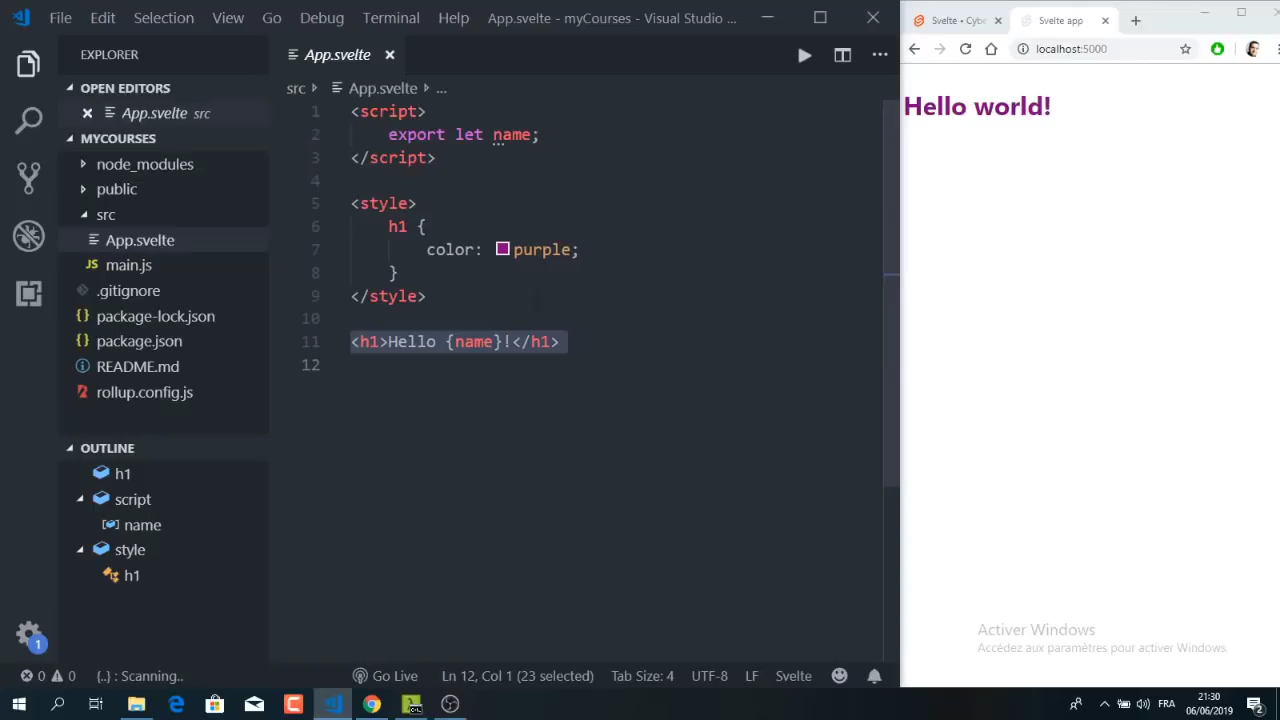 File Edit Selection View Go Debug Terminal Help App.svelte - myCourses - Visual Studio ...
EXPLORER
OPEN EDITORS
App.svelte src
MYCOURSES
node_modules
public
src
App.svelte
JS main.js
.gitignore
{} package-lock.json
{} package.json
README.md
rollup.config.js
OUTLINE
h1
script
name
style
h1
App.svelte
src App.svelte ...
1 <script>
2 export let name;
3 </script>
4
5 <style>
6 h1 {
7 color: purple;
8 }
9 </style>
10
11 <h1>Hello {name}!</h1>
12
1
0 0 {..} : Scanning.. Go Live Ln 12, Col 1 (23 selected) Tab Size: 4 UTF-8 LF Svelte
Svelte • Cybe
Svelte app
localhost:5000
Hello world!
Activer Windows
Accédez aux paramètres pour activer Windows.
FRA
21:30
06/06/2019
2